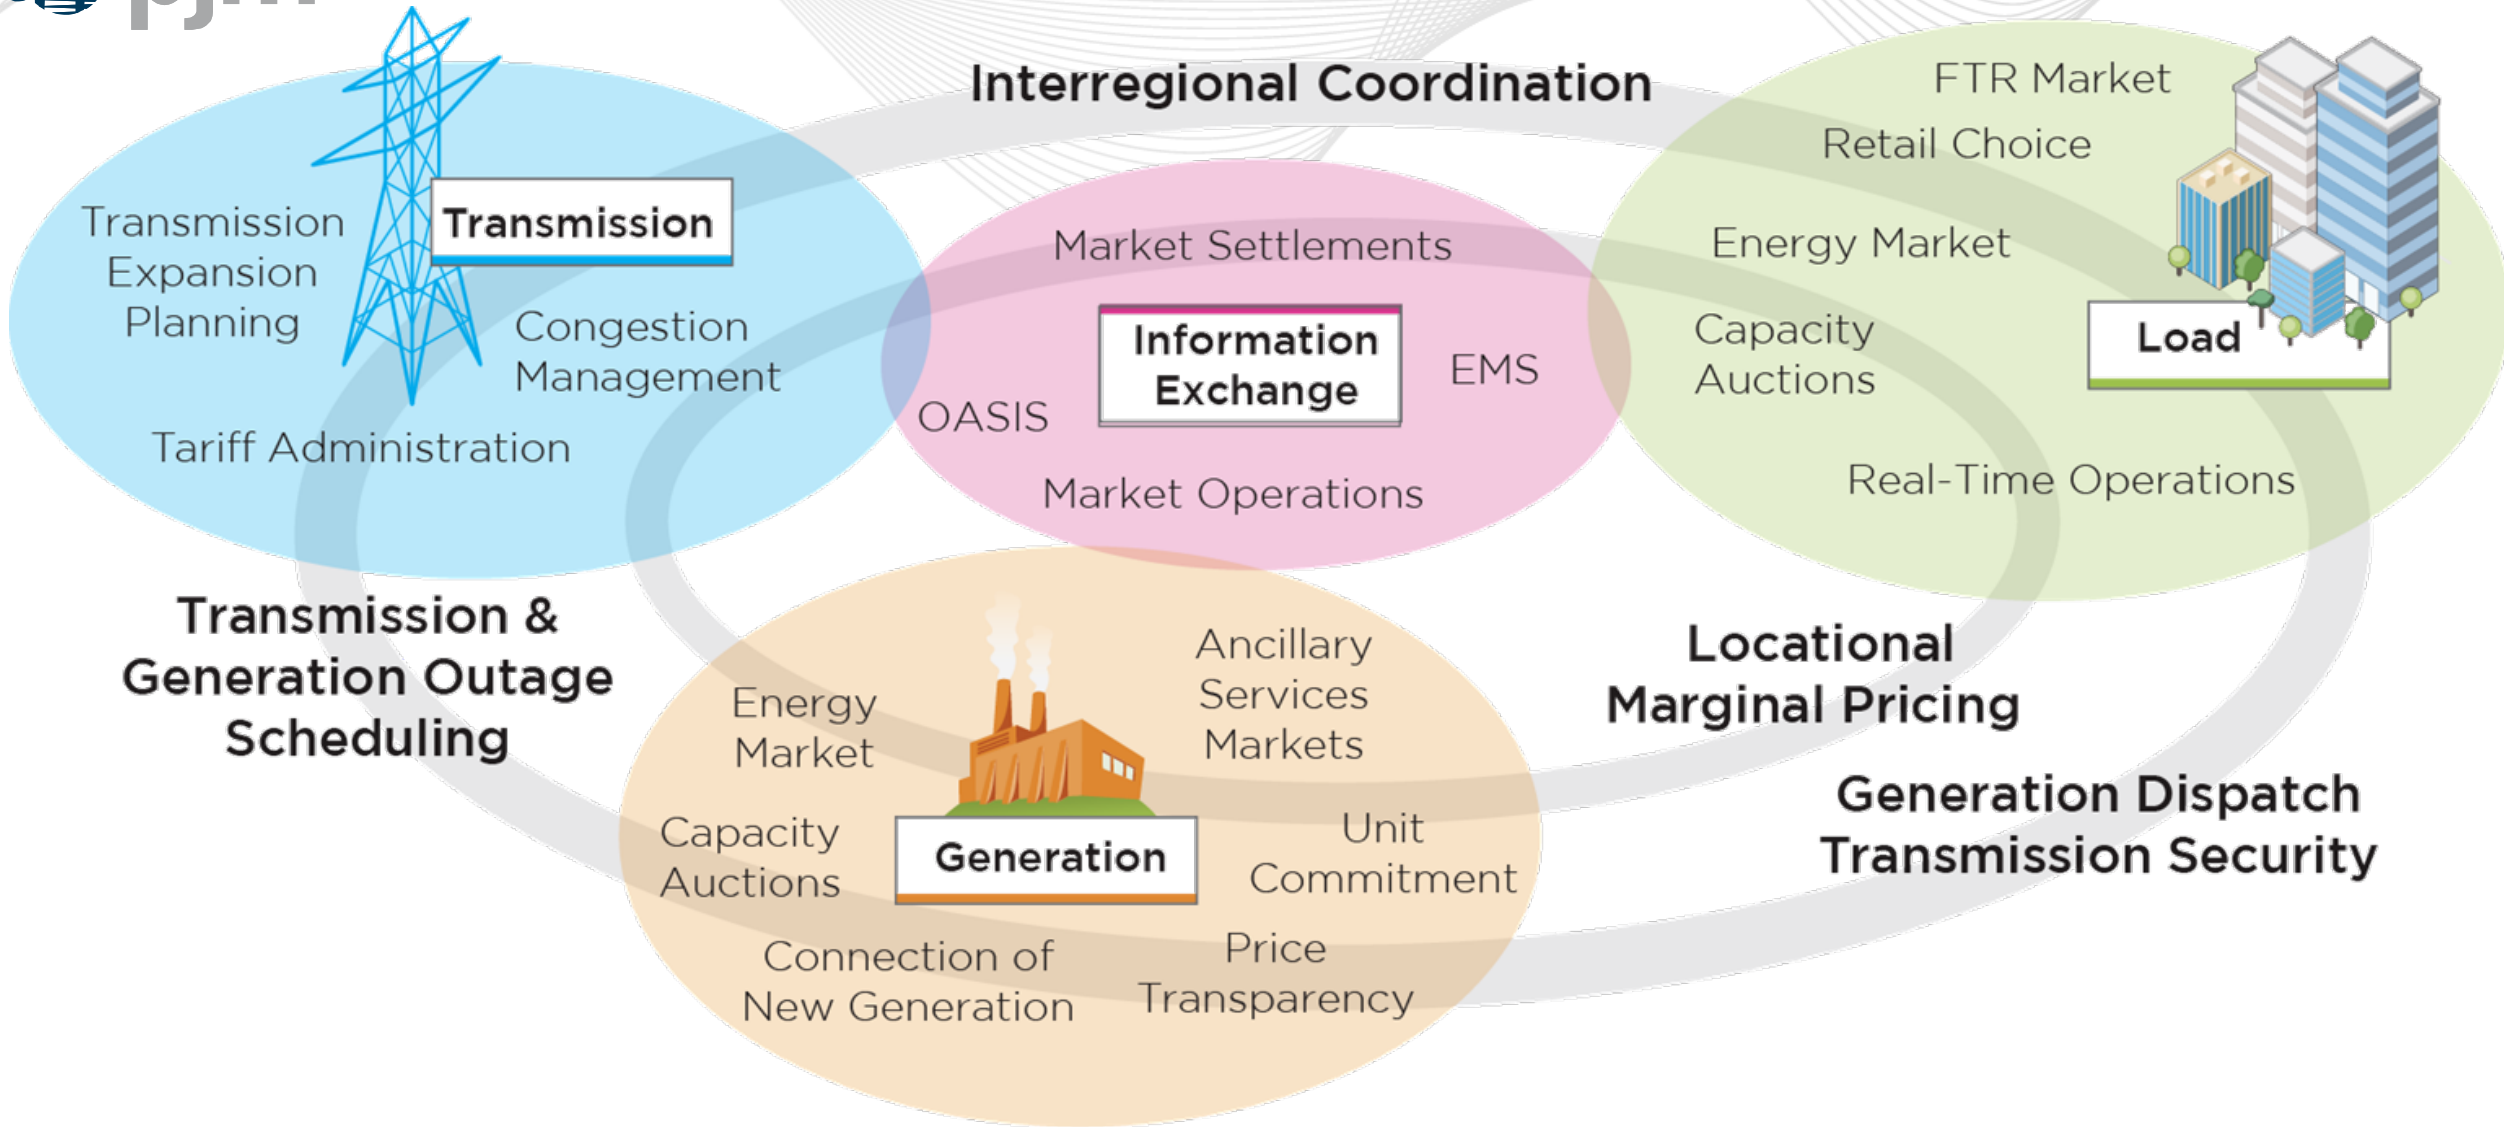 pjm
Interregional Coordination
Transmission
Transmission
Expansion
Planning
Congestion
Management
Tariff Administration
Market Settlements
Information
Exchange
EMS
OASIS
Market Operations
FTR Market
Retail Choice
Energy Market
Capacity
Auctions
Load
Real-Time Operations
Transmission &
Generation Outage
Scheduling
Energy
Market
Ancillary
Services
Markets
Capacity
Auctions
Generation
Unit
Commitment
Connection of
New Generation
Price
Transparency
Locational
Marginal Pricing
Generation Dispatch
Transmission Security